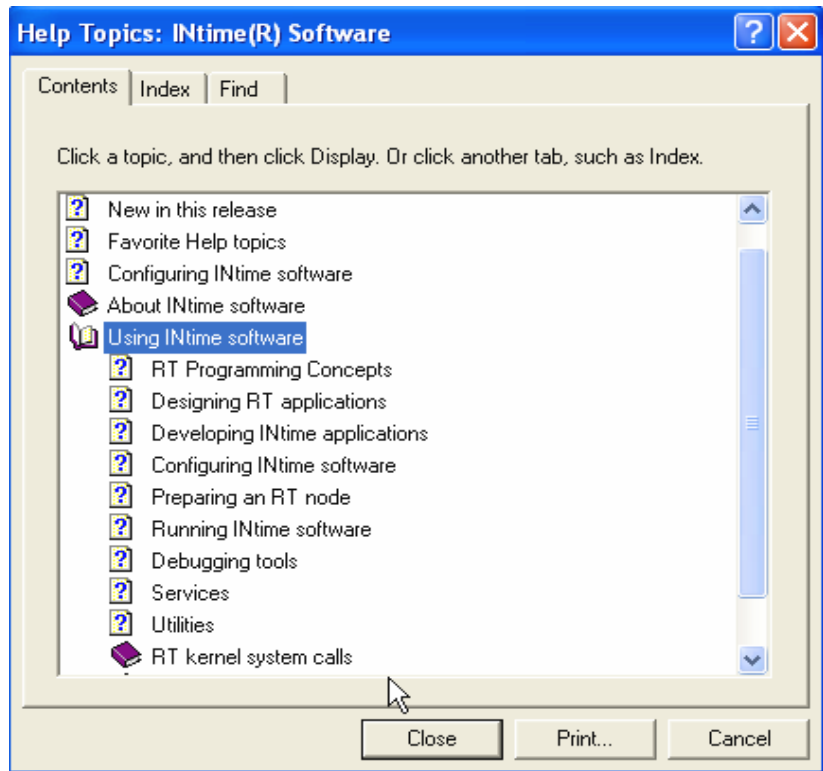 Help Topics: INtime(R) Software
Contents Index Find
Click a topic, and then click Display. Or click another tab, such as Index.
New in this release
Favorite Help topics
Configuring INtime software
About INtime software
Using INtime software
RT Programming Concepts
Designing RT applications
Developing INtime applications
Configuring INtime software
Preparing an RT node
Running INtime software
Debugging tools
Services
Utilities
RT kernel system calls
Close Print... Cancel